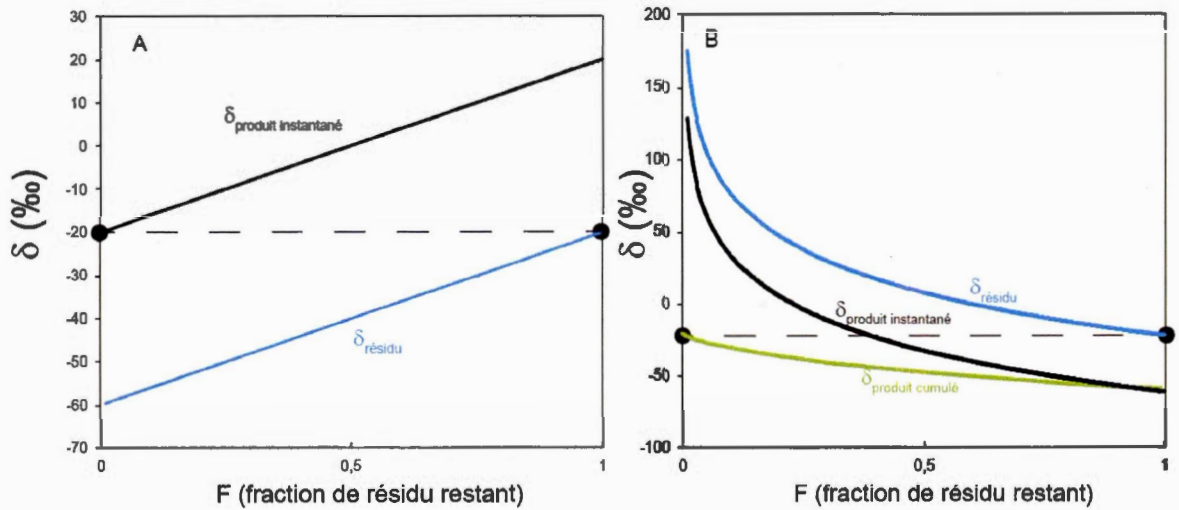 A
30
20
10
0
-10
-20
-30
-40
-50
-60
-70
δ (‰)
δproduit instantané
δrésidu
0
0,5
1
F (fraction de résidu restant)
B
200
150
100
50
0
-50
-100
δ (‰)
δrésidu
δproduit instantané
δproduit cumulé
0
0,5
1
F (fraction de résidu restant)